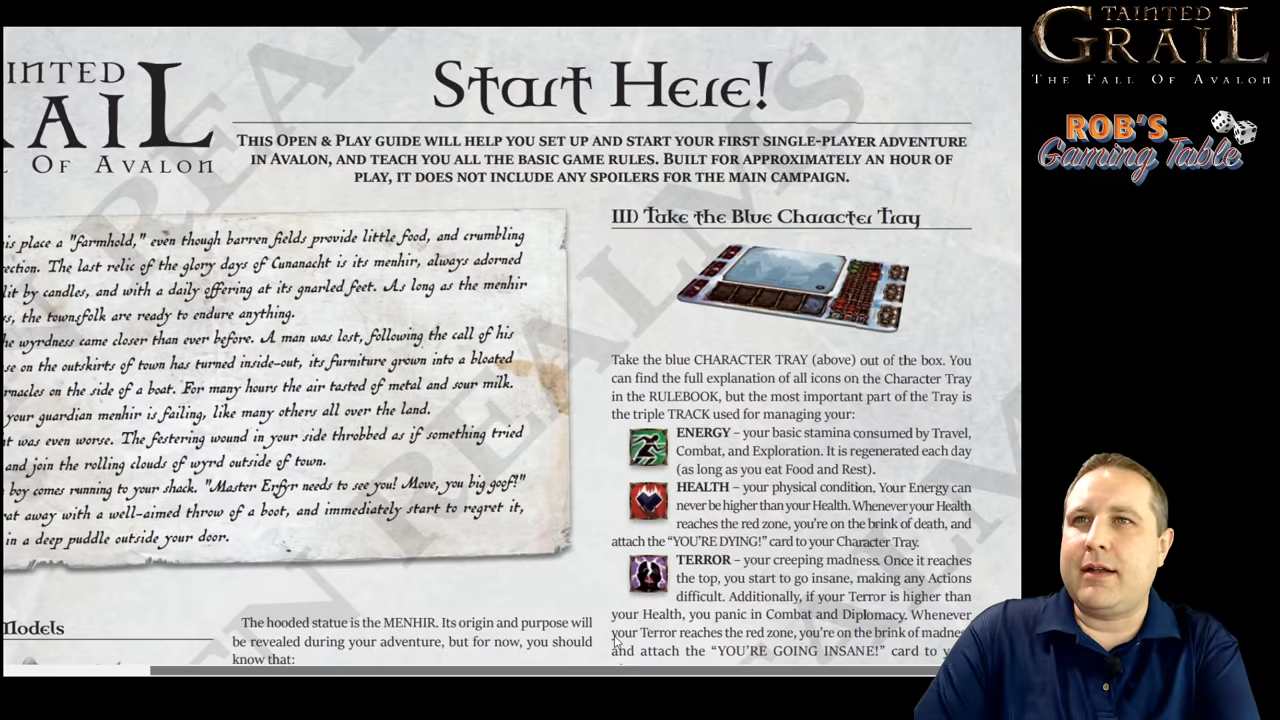 INTED
AIL
OF AVALON
Start Here!
THIS OPEN & PLAY GUIDE WILL HELP YOU SET UP AND START YOUR FIRST SINGLE-PLAYER ADVENTURE
IN AVALON, AND TEACH YOU ALL THE BASIC GAME RULES. BUILT FOR APPROXIMATELY AN HOUR OF
PLAY, IT DOES NOT INCLUDE ANY SPOILERS FOR THE MAIN CAMPAIGN.
is place a "farmhold," even though barren fields provide little food, and crumbling
ection. The last relic of the glory days of Cunanacht is its menhir, always adorned
lit by candles, and with a daily offering at its gnarled feet. As long as the menhir
ss, the townsfolk are ready to endure anything.
he wyrdness came closer than ever before. A man was lost, following the call of his
se on the outskirts of town has turned inside-out, its furniture grown into a bloated
rnacles on the side of a boat. For many hours the air tasted of metal and sour milk.
your guardian menhir is failing, like many others all over the land.
t was even worse. The festering wound in your side throbbed as if something tried
and join the rolling clouds of wyrd outside of town.
boy comes running to your shack. "Master Erfyr needs to see you! Move, you big goof!"
at away with a well-aimed throw of a boot, and immediately start to regret it,
in a deep puddle outside your door.
Models
The hooded statue is the MENHIR. Its origin and purpose will
be revealed during your adventure, but for now, you should
know that:
III) Take the Blue Character Tray
Take the blue CHARACTER TRAY (above) out of the box. You
can find the full explanation of all icons on the Character Tray
in the RULEBOOK, but the most important part of the Tray is
the triple TRACK used for managing your:
ENERGY – your basic stamina consumed by Travel,
Combat, and Exploration. It is regenerated each day
(as long as you eat Food and Rest).
HEALTH – your physical condition. Your Energy can
never be higher than your Health. Whenever your Health
reaches the red zone, you're on the brink of death, and
attach the "YOU'RE DYING!" card to your Character Tray.
TERROR – your creeping madness. Once it reaches
the top, you start to go insane, making any Actions
difficult. Additionally, if your Terror is higher than
your Health, you panic in Combat and Diplomacy. Whenever
your Terror reaches the red zone, you're on the brink of madnes
and attach the "YOU'RE GOING INSANE!" card to y
TAINTED
GRAIL
THE FALL OF AVALON
ROB'S
Gaming Table